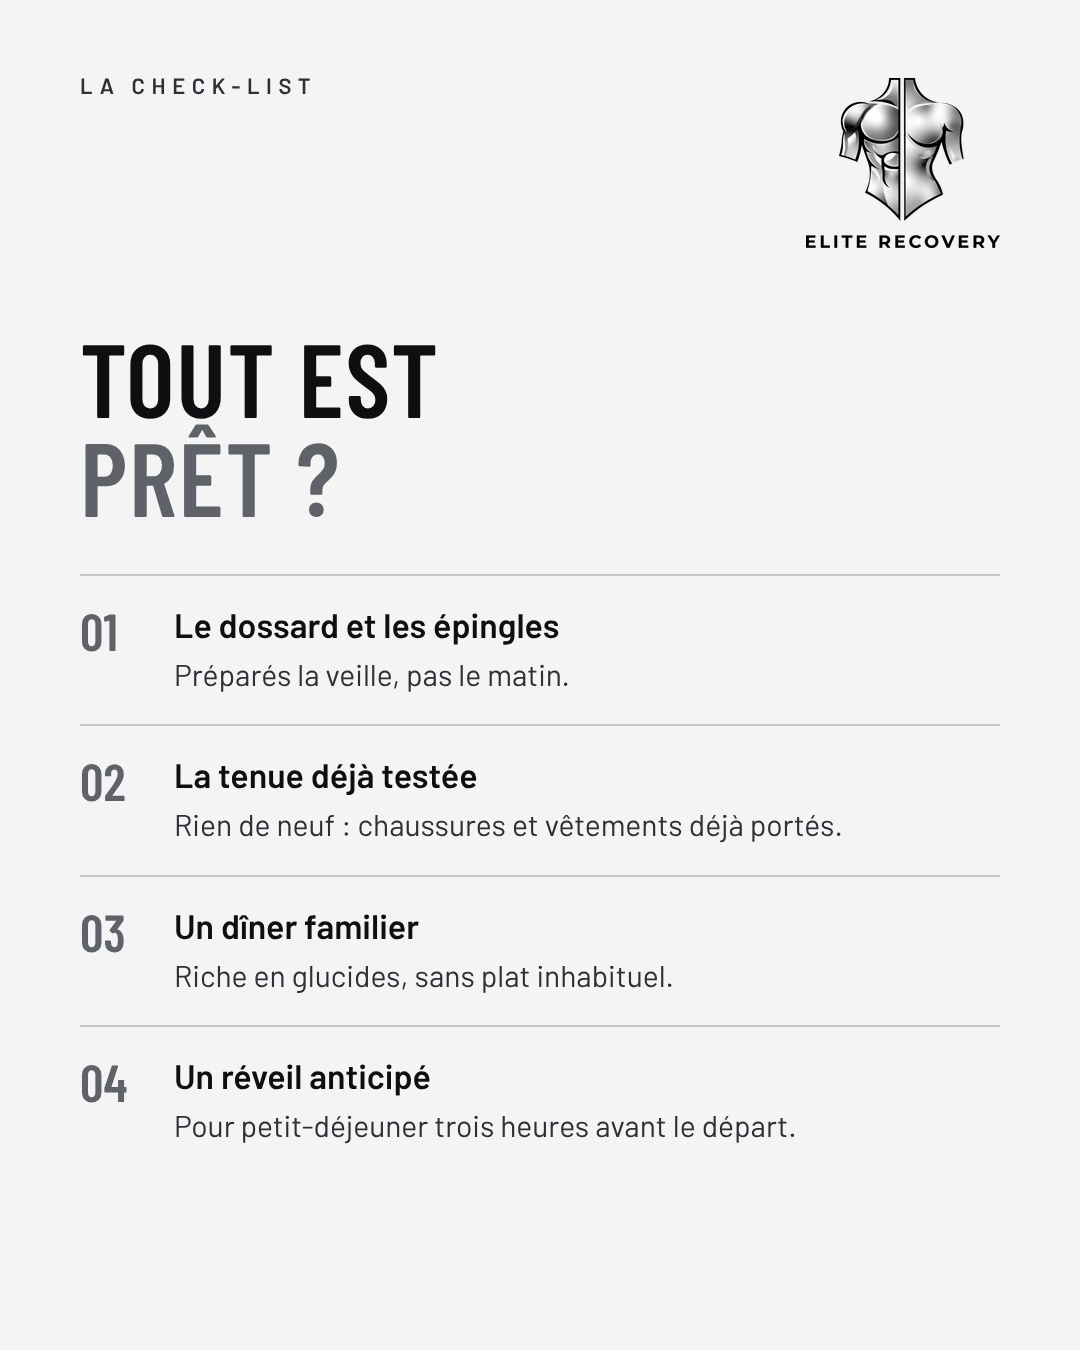 LA CHECK-LIST
ELITE RECOVERY
TOUT EST
PRÊT ?
01
Le dossard et les épingles
Préparés la veille, pas le matin.
02
La tenue déjà testée
Rien de neuf : chaussures et vêtements déjà portés.
03
Un dîner familier
Riche en glucides, sans plat inhabituel.
04
Un réveil anticipé
Pour petit-déjeuner trois heures avant le départ.